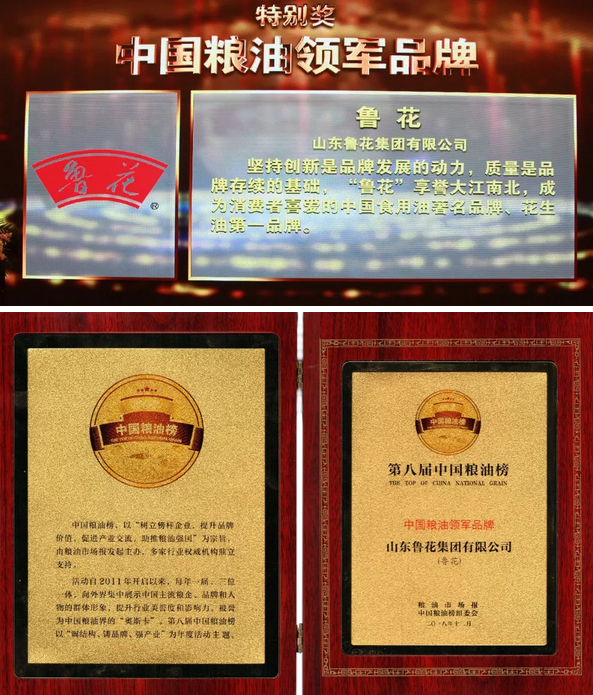 特别奖
中国粮油领军品牌
鲁花
®
鲁花
山东鲁花集团有限公司
坚持创新是品牌发展的动力，质量是品
牌存续的基础，“鲁花”享誉大江南北，成
为消费者喜爱的中国食用油著名品牌、花生
油第一品牌。
中国粮油榜
THE TOP OF CHINA NATIONAL GRAIN
中国粮油榜，以“树立榜样企业，提升品牌
价值，促进产业交流，助推粮油强国”为宗旨，
由粮油市场报发起主办，多家行业权威机构鼎立
支持。
活动自2011年开启以来，每年一届，三位
一体，向外界集中展示中国主流粮企、品牌和人
物的群体形象，提升行业美誉度和影响力，被誉
为中国粮油界的“奥斯卡”。第八届中国粮油榜
以“调结构、铸品牌、强产业”为年度活动主题。
中国粮油榜
第八届中国粮油榜
THE TOP OF CHINA NATIONAL GRAIN
中国粮油领军品牌
山东鲁花集团有限公司
(鲁花)
粮油市场报
中国粮油榜组委会
二〇一八年十二月